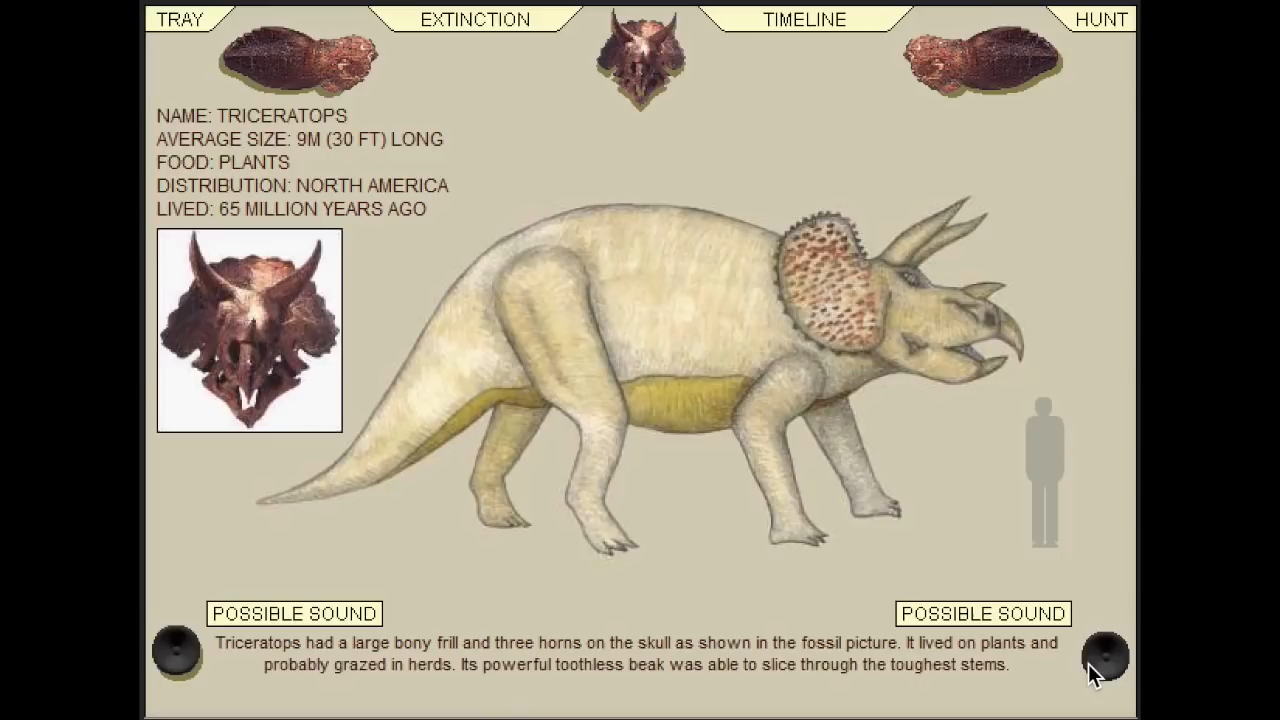 TRAY
EXTINCTION
TIMELINE
HUNT
NAME: TRICERATOPS
AVERAGE SIZE: 9M (30 FT) LONG
FOOD: PLANTS
DISTRIBUTION: NORTH AMERICA
LIVED: 65 MILLION YEARS AGO
POSSIBLE SOUND
POSSIBLE SOUND
Triceratops had a large bony frill and three horns on the skull as shown in the fossil picture. It lived on plants and
probably grazed in herds. Its powerful toothless beak was able to slice through the toughest stems.